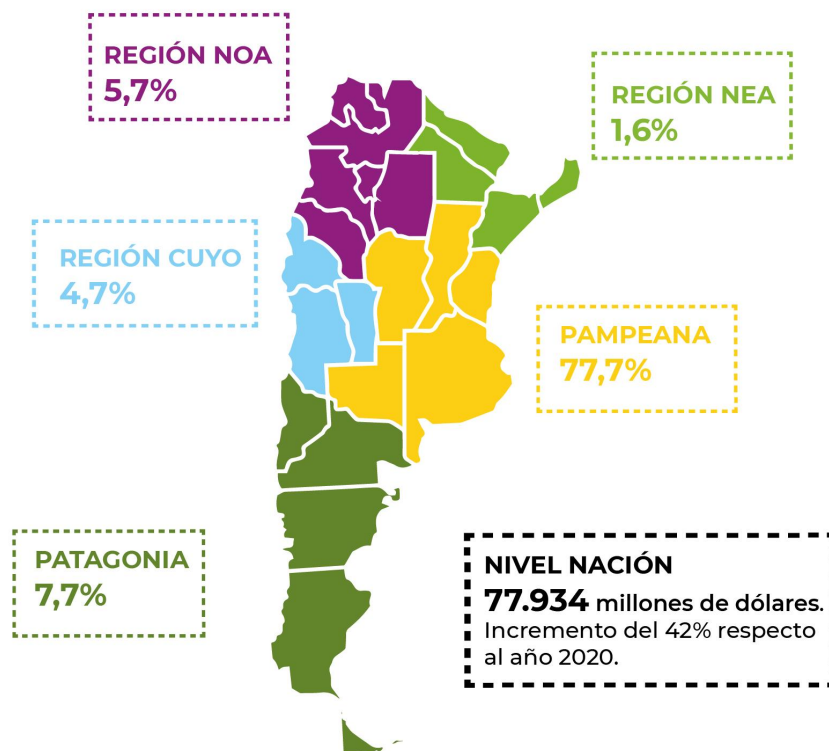 REGIÓN NOA
5,7%
REGIÓN NEA
1,6%
REGIÓN CUYO
4,7%
PAMPEANA
77,7%
PATAGONIA
7,7%
NIVEL NACIÓN
77.934 millones de dólares.
Incremento del 42% respecto
al año 2020.